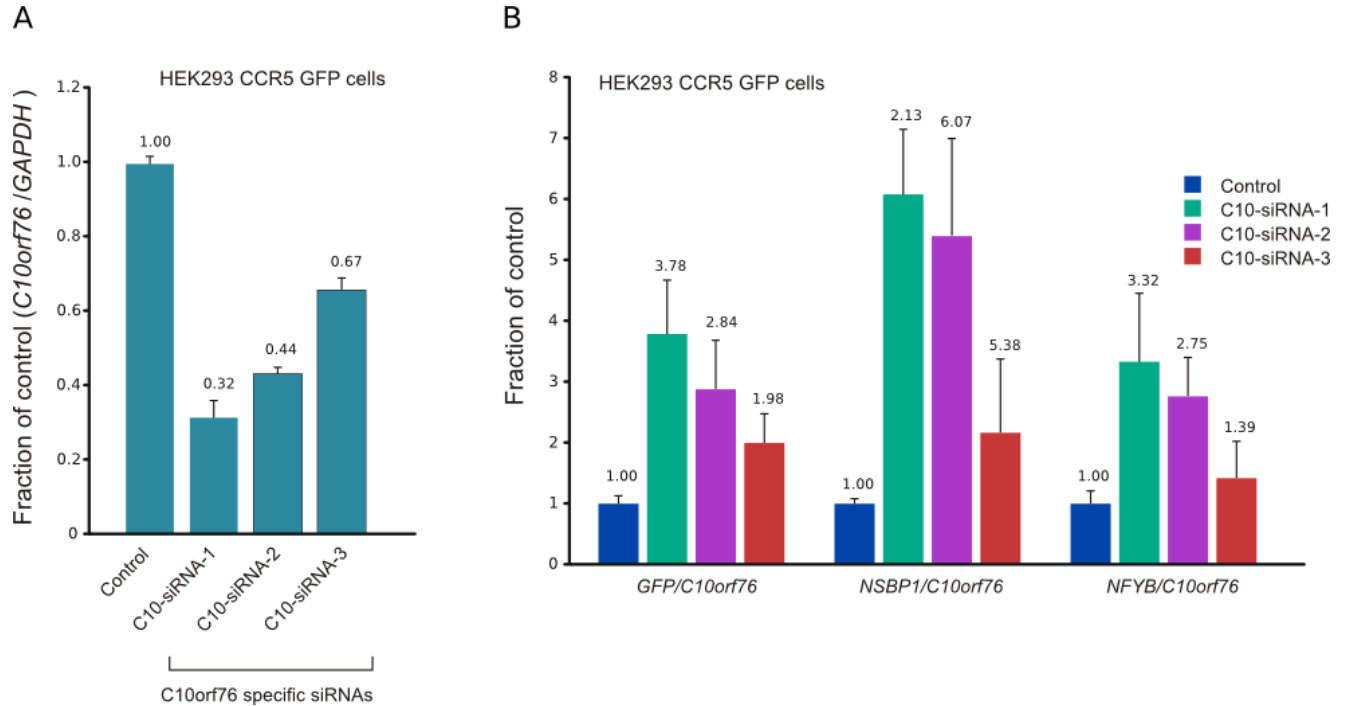 A
HEK293 CCR5 GFP cells
Fraction of control (C10orf76 /GAPDH )
1.2
1.0
0.8
0.6
0.4
0.2
0
1.00
0.32
0.44
0.67
Control
C10-siRNA-1
C10-siRNA-2
C10-siRNA-3
C10orf76 specific siRNAs
B
HEK293 CCR5 GFP cells
Fraction of control
8
7
6
5
4
3
2
1
0
1.00
3.78
2.84
1.98
1.00
2.13
6.07
5.38
1.00
3.32
2.75
1.39
GFP/C10orf76
NSBP1/C10orf76
NFYB/C10orf76
Control
C10-siRNA-1
C10-siRNA-2
C10-siRNA-3